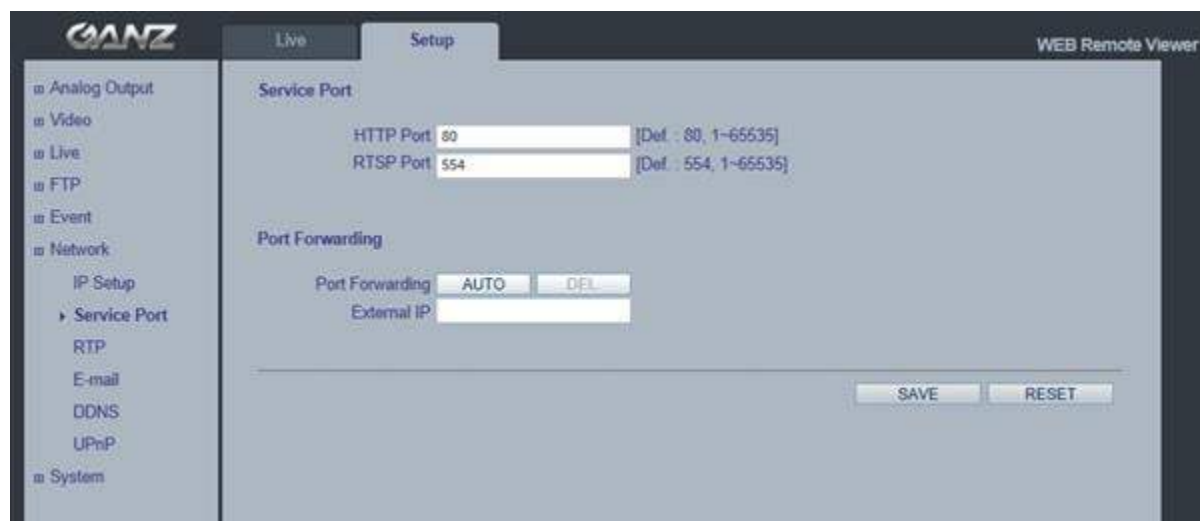 GANZ
Live
Setup
WEB Remote Viewer
Analog Output
Video
Live
FTP
Event
Network
IP Setup
Service Port
RTP
E-mail
DDNS
UPnP
System
Service Port
HTTP Port 80 [Def. : 80, 1~65535]
RTSP Port 554 [Def. : 554, 1~65535]
Port Forwarding
Port Forwarding AUTO DEL
External IP
SAVE RESET